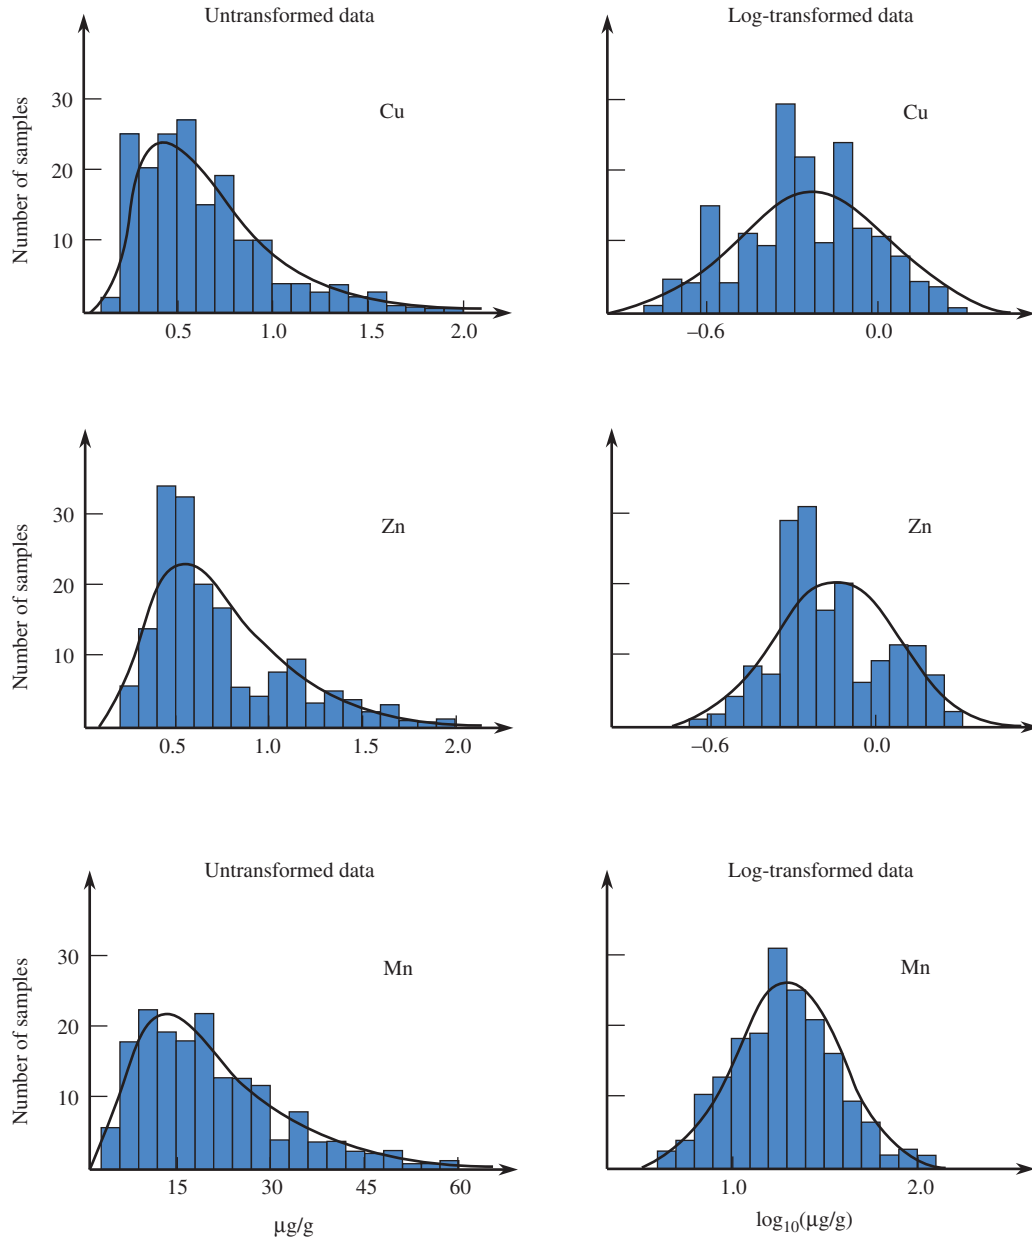 Untransformed data
Number of samples
30
20
10
Cu
0.5
1.0
1.5
2.0
Log-transformed data
Cu
–0.6
0.0
Number of samples
30
20
10
Zn
0.5
1.0
1.5
2.0
Zn
–0.6
0.0
Untransformed data
Number of samples
30
20
10
Mn
15
30
45
60
µg/g
Log-transformed data
Mn
1.0
2.0
log₁₀(µg/g)